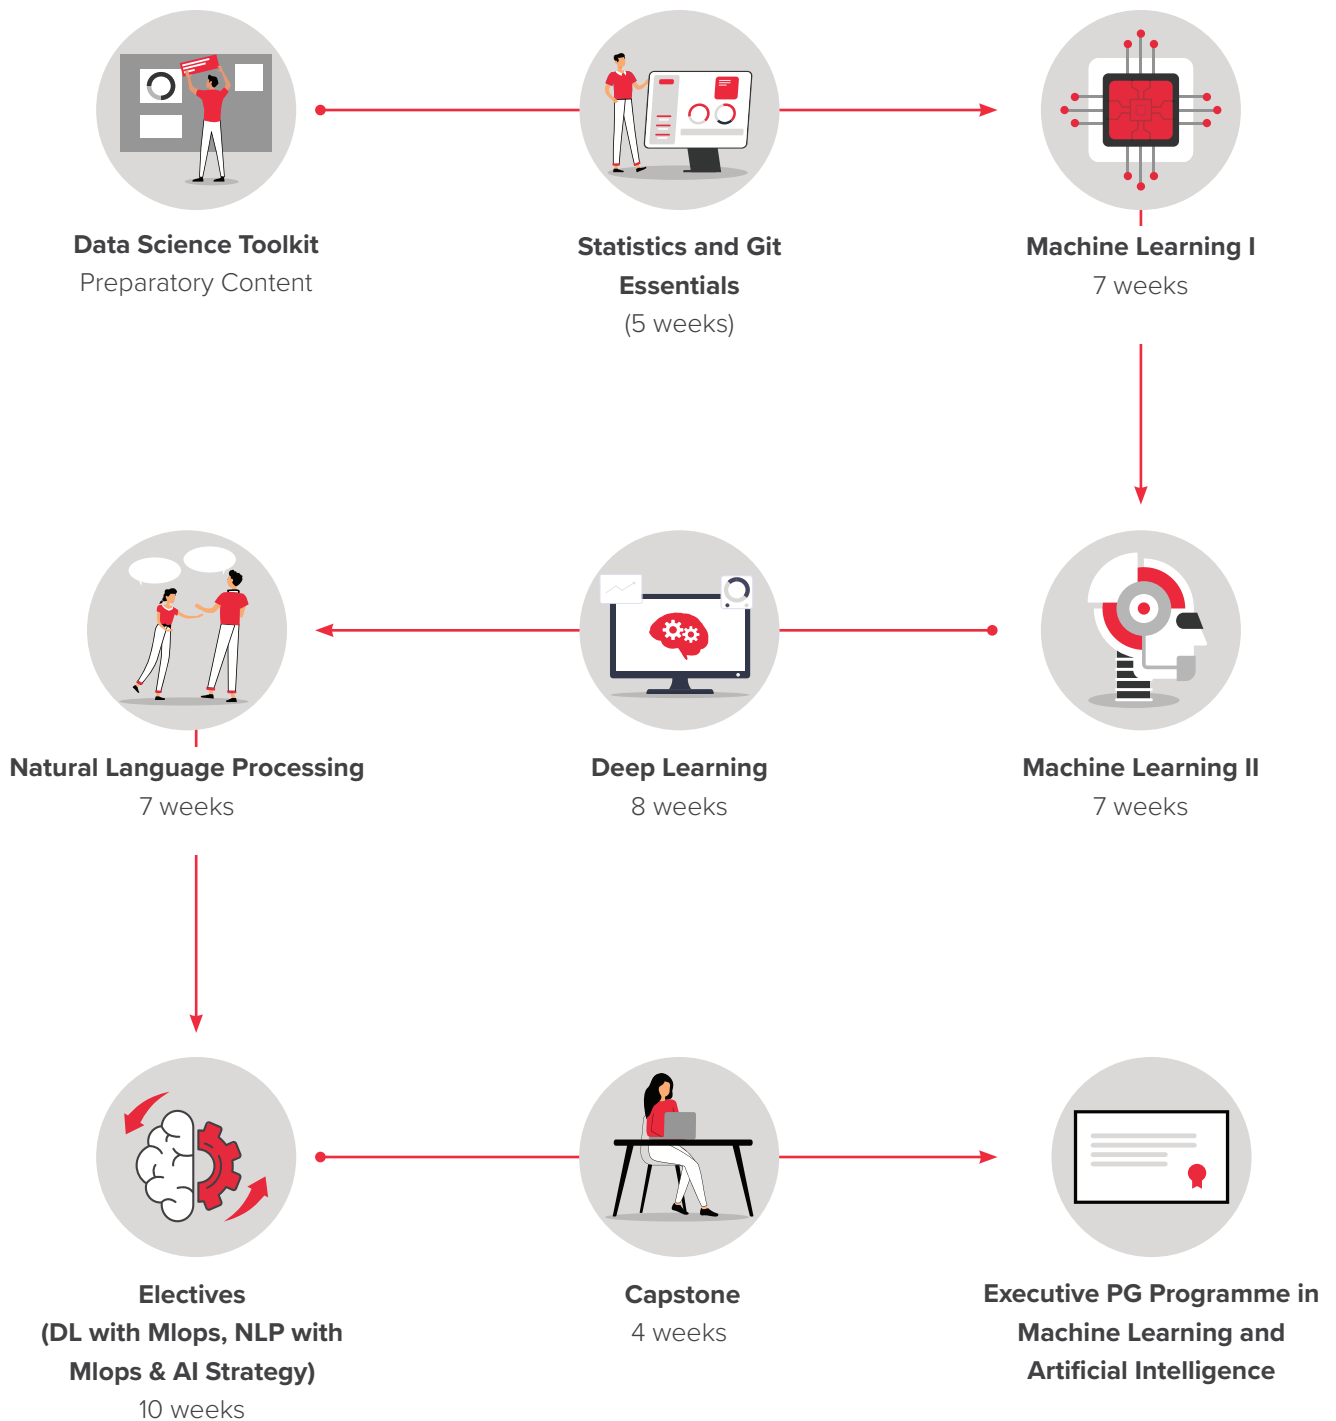 Data Science Toolkit
Preparatory Content
Statistics and Git
Essentials
(5 weeks)
Machine Learning I
7 weeks
Natural Language Processing
7 weeks
Deep Learning
8 weeks
Machine Learning II
7 weeks
Electives
(DL with Mlops, NLP with
Mlops & AI Strategy)
10 weeks
Capstone
4 weeks
Executive PG Programme in
Machine Learning and
Artificial Intelligence